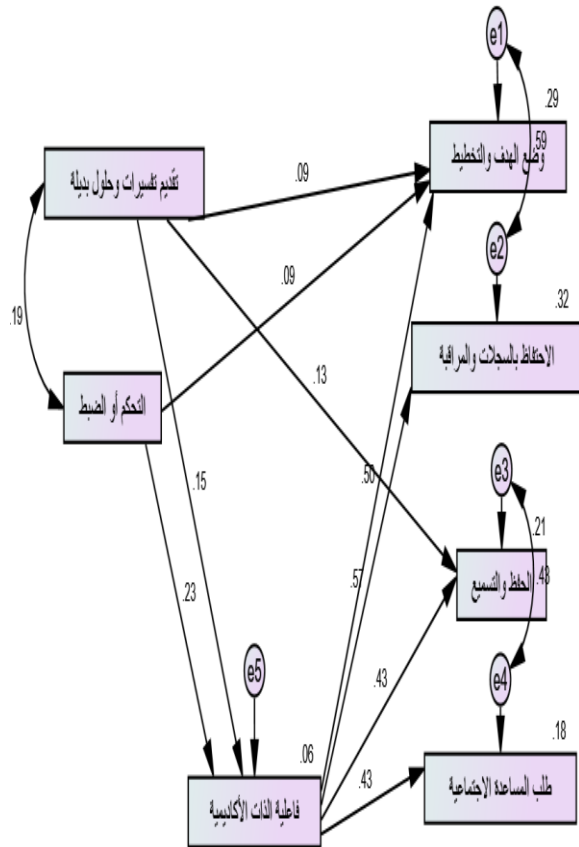 e1
.29
.59
وضع الهدف والتخطيط
تقديم تفسيرات وحلول بديلة
.09
e2
.09
.32
.19
الاحتفاظ بالسجلات والمراقبة
.13
التحكم أو الضبط
e3
.50
.15
.21
.57
.48
الحفظ والتسميع
.23
e5
e4
.43
.06
.18
.43
طلب المساعدة الاجتماعية
فاعلية الذات الأكاديمية